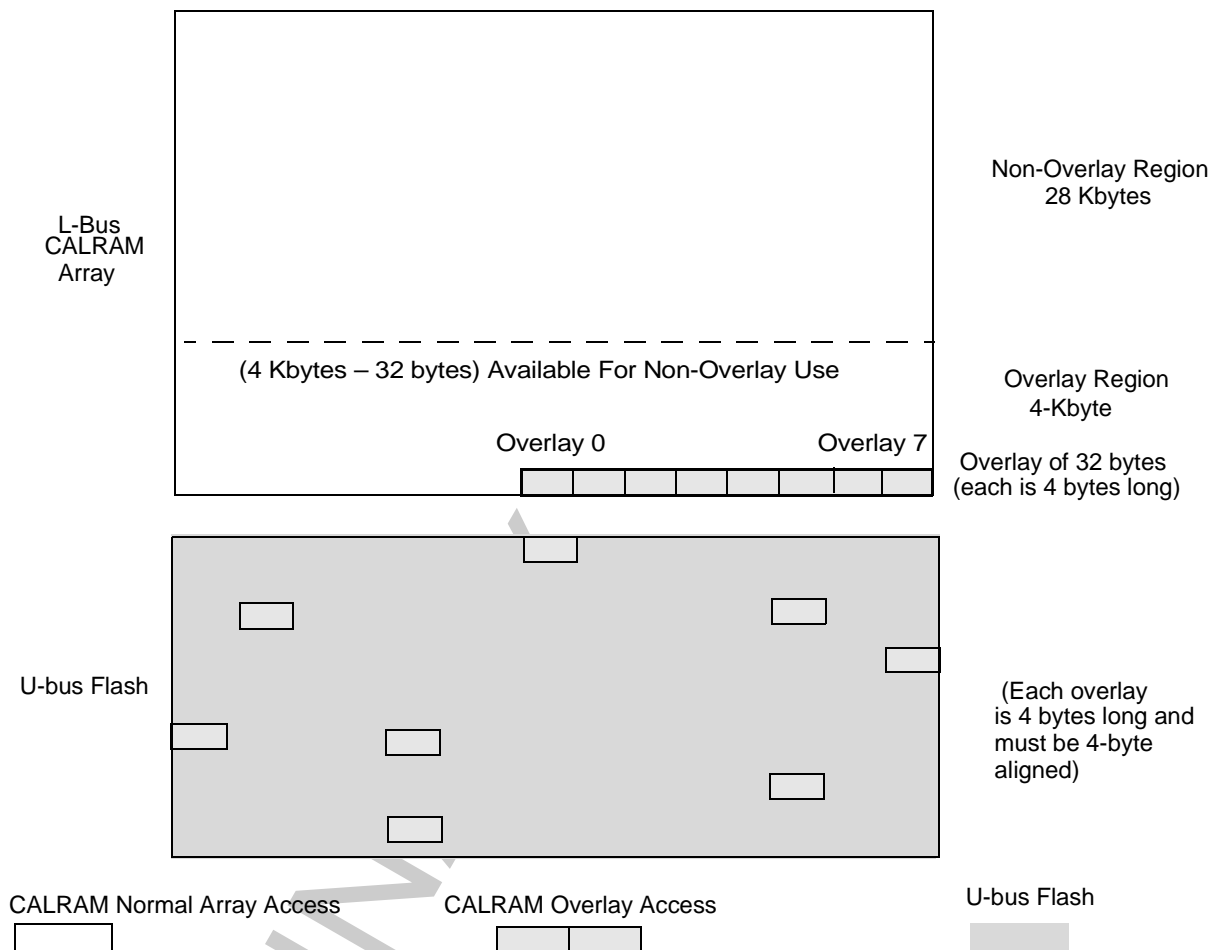 Non-Overlay Region
28 Kbytes
L-Bus
CALRAM
Array
(4 Kbytes – 32 bytes) Available For Non-Overlay Use
Overlay Region
4-Kbyte
Overlay 0
Overlay 7
Overlay of 32 bytes
(each is 4 bytes long)
U-bus Flash
(Each overlay
is 4 bytes long and
must be 4-byte
aligned)
CALRAM Normal Array Access
CALRAM Overlay Access
U-bus Flash